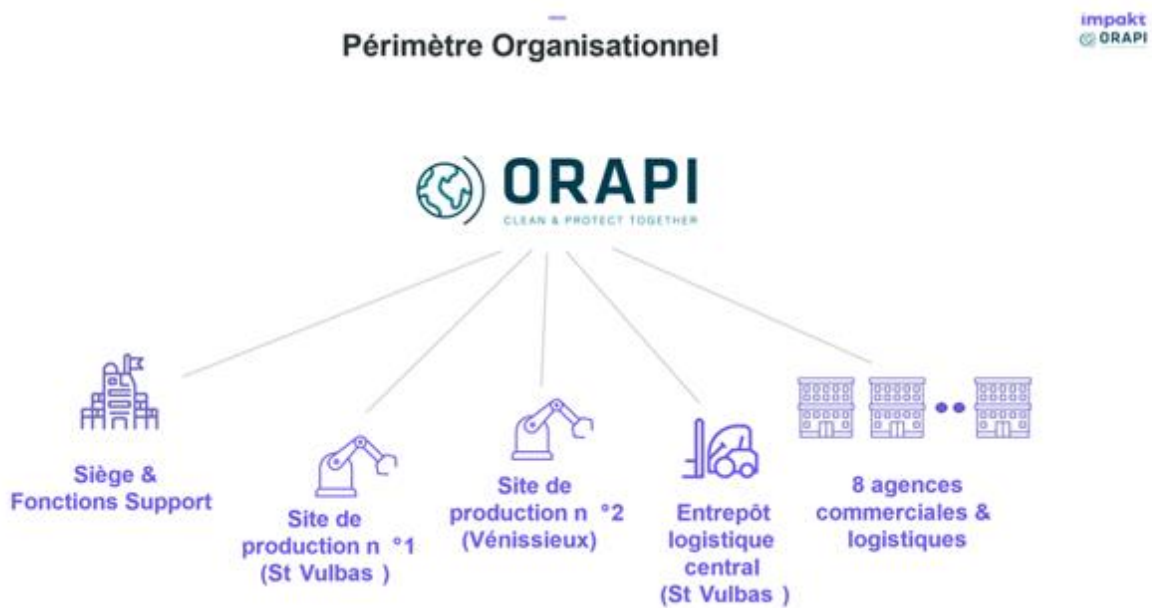 Périmètre Organisationnel
impakt
ORAPI
ORAPI
CLEAN & PROTECT TOGETHER
Siège &
Fonctions Support
Site de
production n °1
(St Vulbas )
Site de
production n °2
(Vénissieux)
Entrepôt
logistique
central
(St Vulbas )
8 agences
commerciales &
logistiques